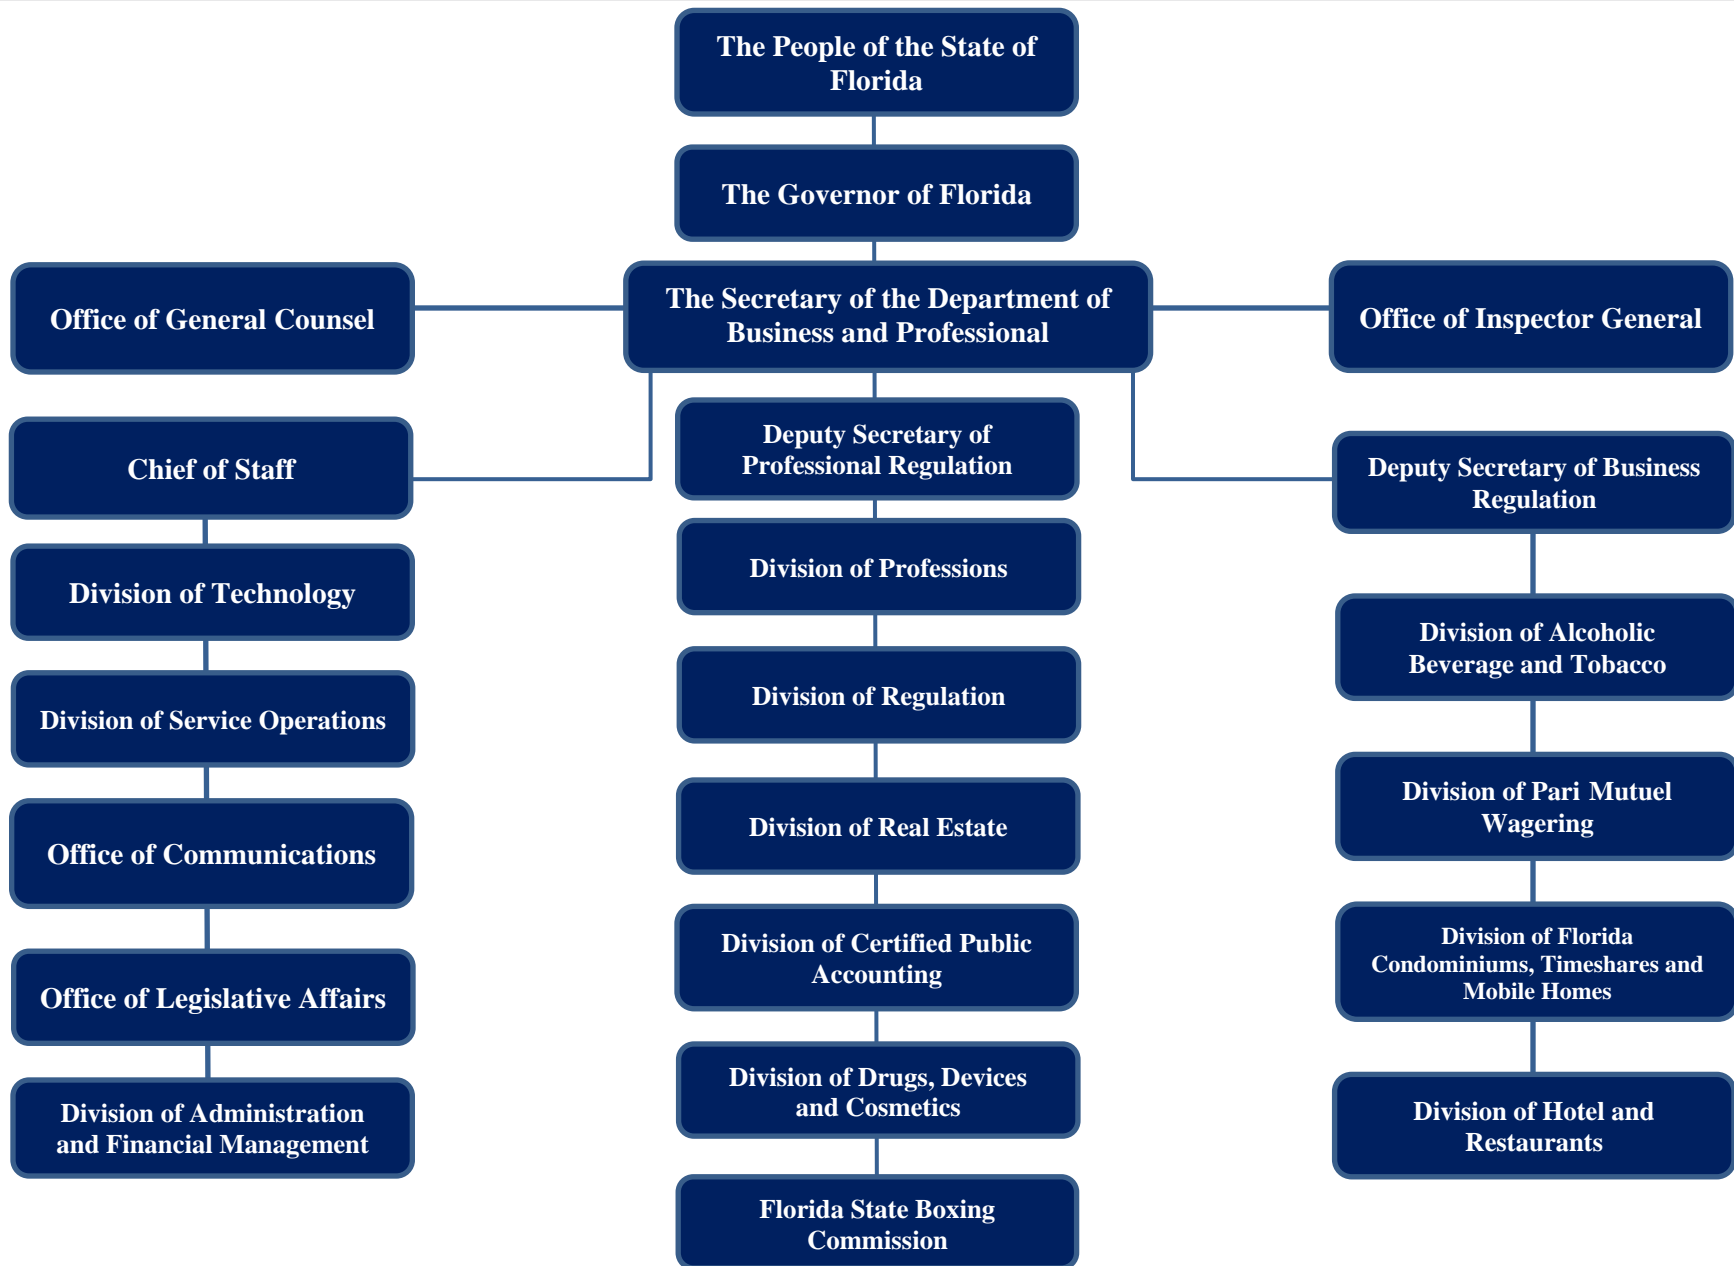 The People of the State of
Florida
The Governor of Florida
Office of General Counsel
The Secretary of the Department of
Business and Professional
Office of Inspector General
Chief of Staff
Division of Technology
Division of Service Operations
Office of Communications
Office of Legislative Affairs
Division of Administration
and Financial Management
Deputy Secretary of
Professional Regulation
Division of Professions
Division of Regulation
Division of Real Estate
Division of Certified Public
Accounting
Division of Drugs, Devices
and Cosmetics
Florida State Boxing
Commission
Deputy Secretary of Business
Regulation
Division of Alcoholic
Beverage and Tobacco
Division of Pari Mutuel
Wagering
Division of Florida
Condominiums, Timeshares and
Mobile Homes
Division of Hotel and
Restaurants